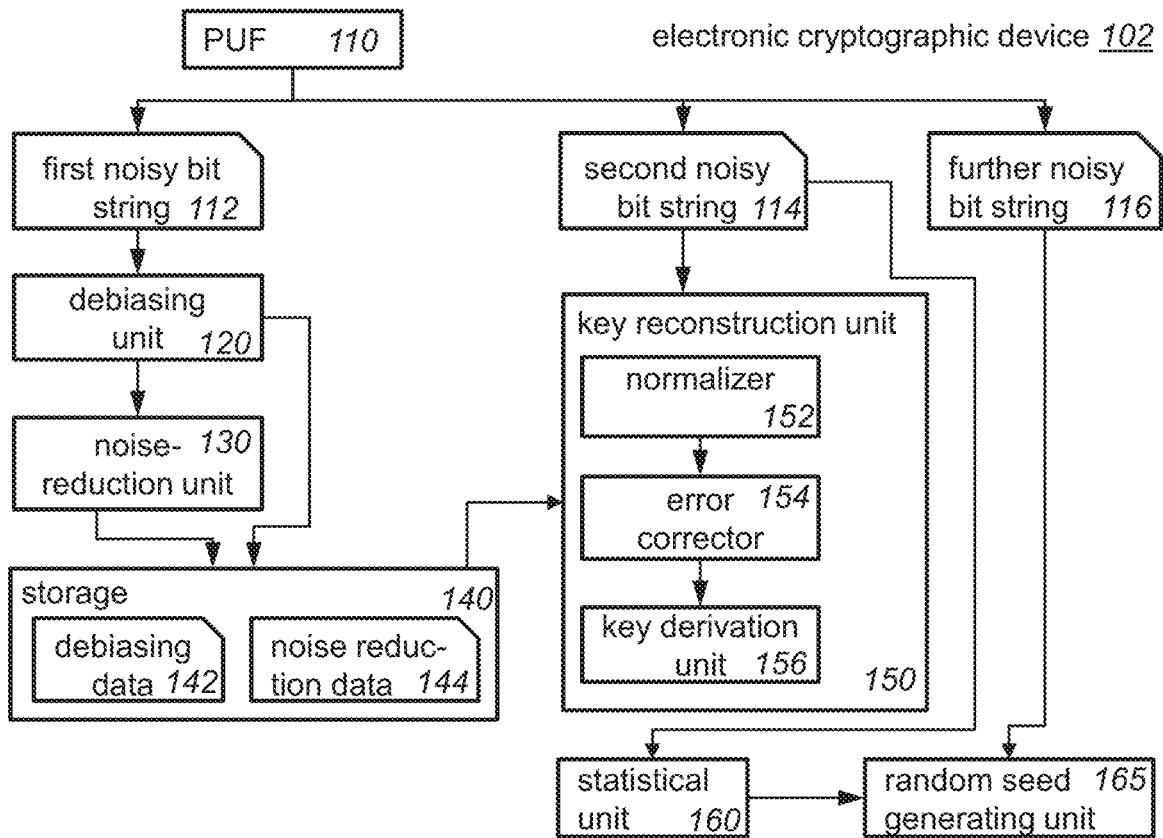 PUF 110
electronic cryptographic device 102
first noisy bit
string 112
second noisy
bit string 114
further noisy
bit string 116
debiasing
unit 120
noise- 130
reduction unit
storage 140
debiasing
data 142
noise reduc-
tion data 144
key reconstruction unit
normalizer
152
error 154
corrector
key derivation
unit 156
150
statistical
unit 160
random seed 165
generating unit